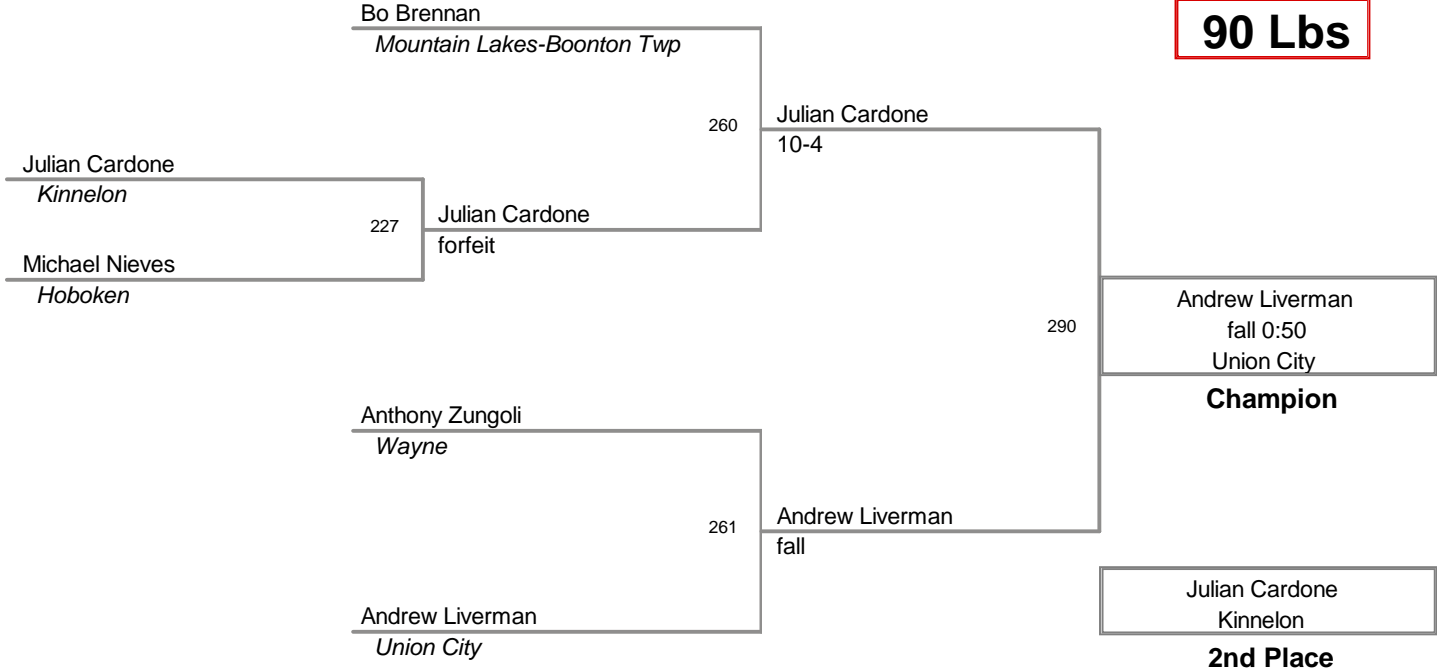 Bo Brennan
Mountain Lakes-Boonton Twp
90 Lbs
260
Julian Cardone
10-4
Julian Cardone
Kinnelon
227
Julian Cardone
forfeit
Michael Nieves
Hoboken
290
Andrew Liverman
fall 0:50
Union City
Champion
Anthony Zungoli
Wayne
261
Andrew Liverman
fall
Andrew Liverman
Union City
Julian Cardone
Kinnelon
2nd Place